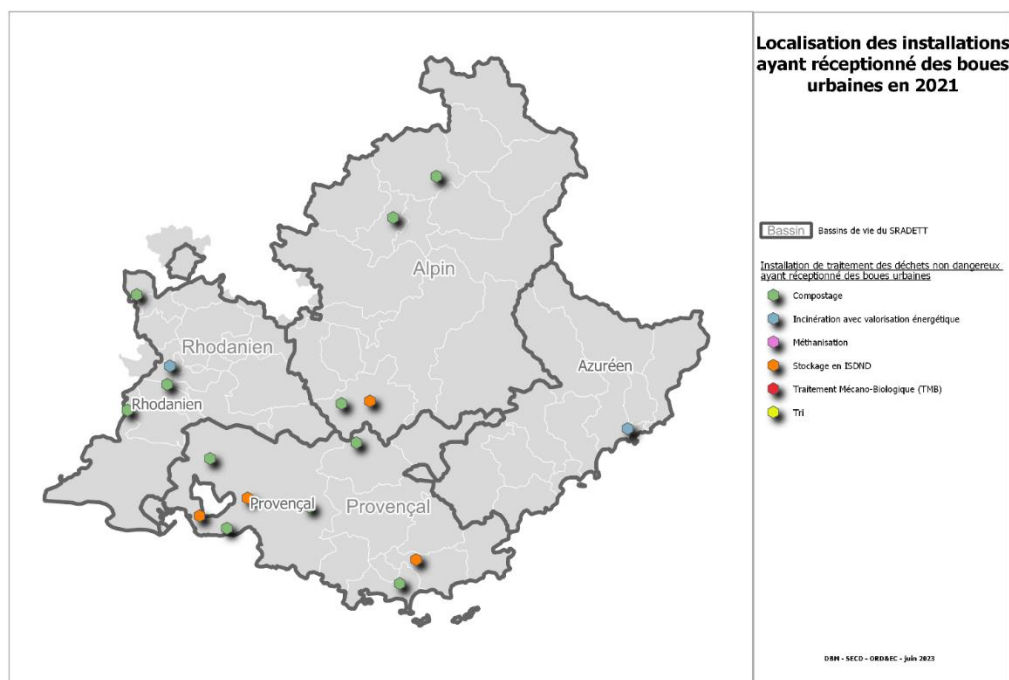 Localisation des installations
ayant réceptionné des boues
urbaines en 2021
Bassin Bassins de vie du SRADETT
Installation de traitement des déchets non dangereux
ayant réceptionné des boues urbaines
Compostage
Incinération avec valorisation énergétique
Méthanisation
Stockage en ISDND
Traitement Mécano-Biologique (TMB)
Tri
Alpin
Rhodanien
Azuréen
Rhodanien
Provençal
Provençal
DBM - SECO - ORD&EC - juin 2023